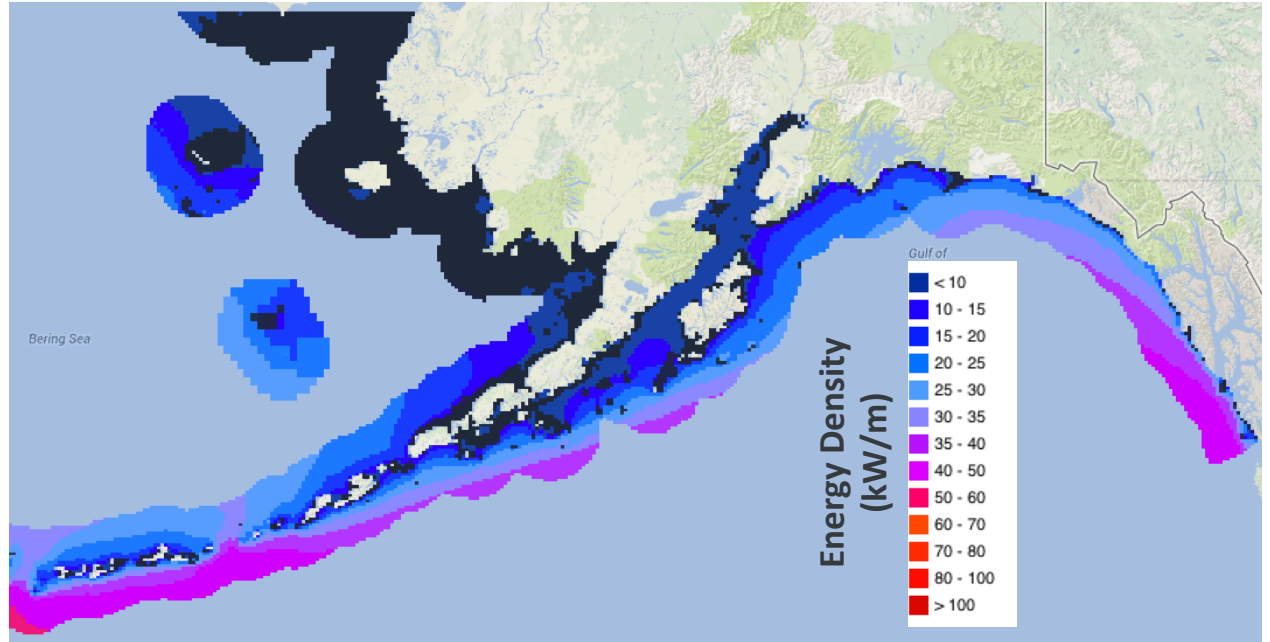 Bering Sea
Gulf of
Energy Density
(kW/m)
< 10
10 - 15
15 - 20
20 - 25
25 - 30
30 - 35
35 - 40
40 - 50
50 - 60
60 - 70
70 - 80
80 - 100
> 100